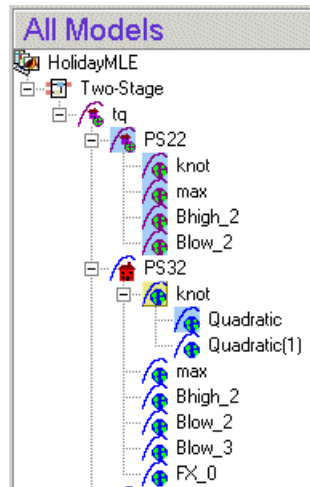 All Models
HolidayMLE
Two-Stage
tq
PS22
knot
max
Bhigh_2
Blow_2
PS32
knot
Quadratic
Quadratic(1)
max
Bhigh_2
Blow_2
Blow_3
FX_0